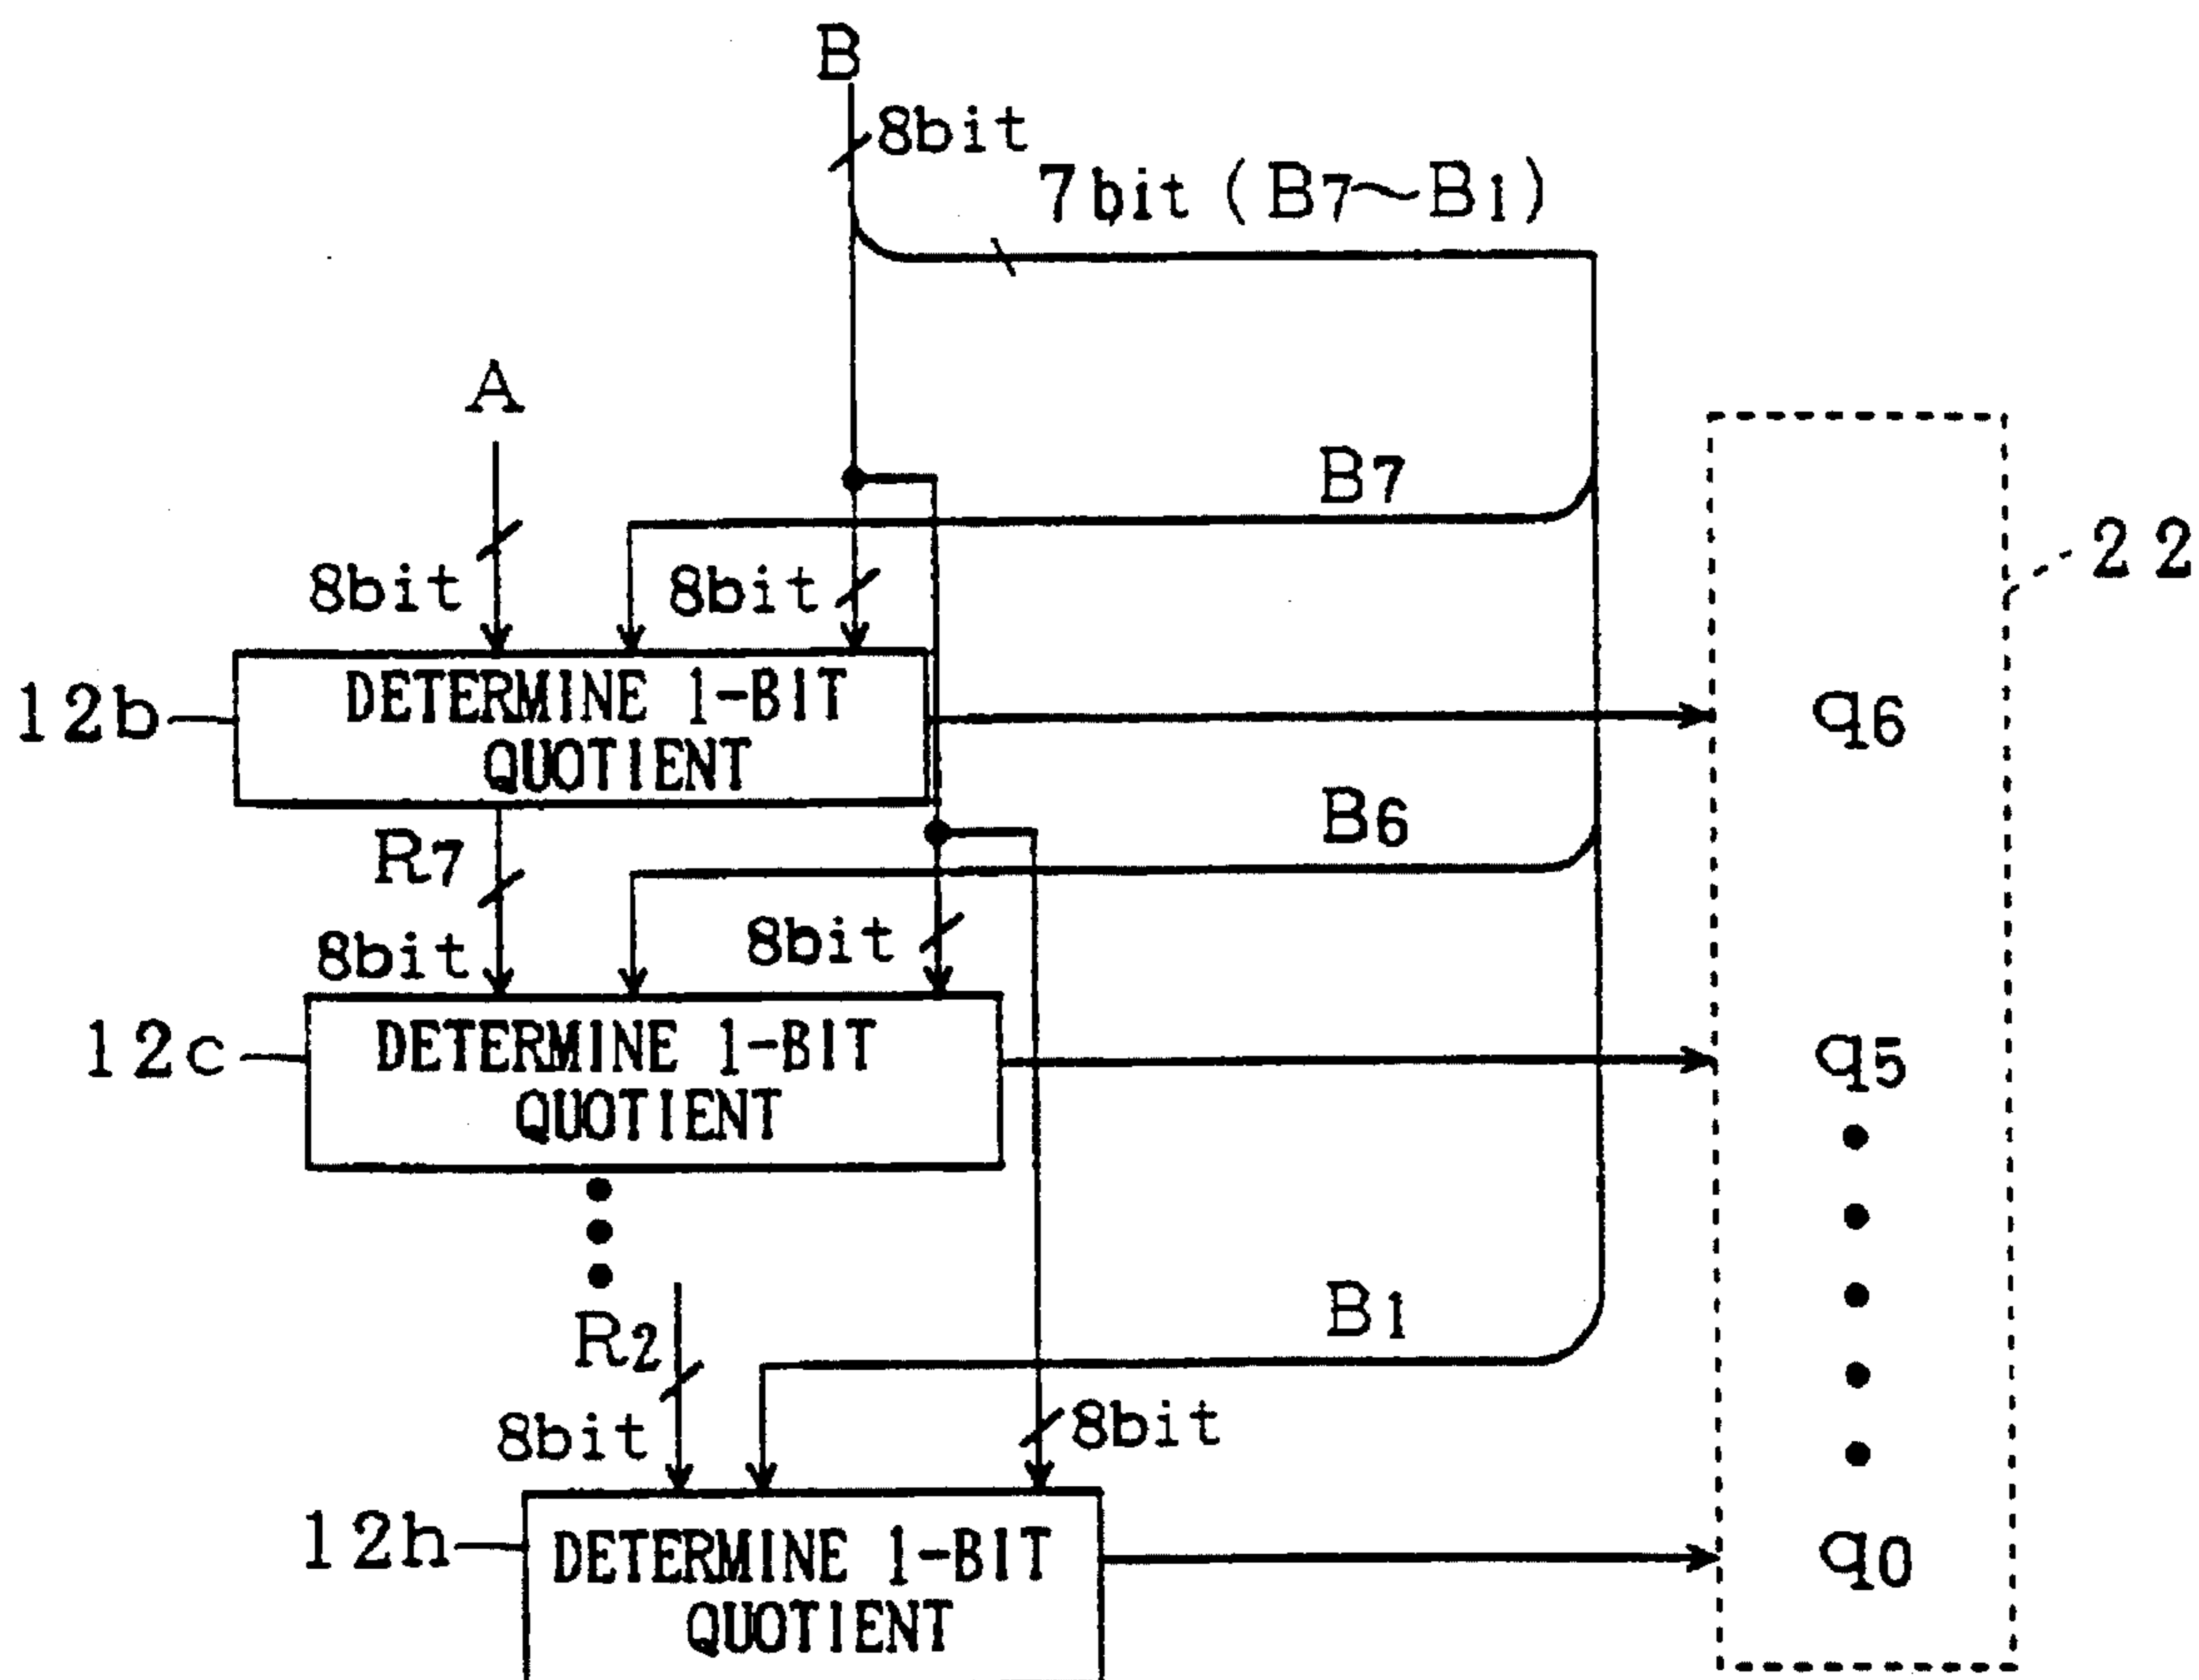 B
8bit
7bit (B7~B1)
A
B7
22
8bit
8bit
12b
DETERMINE 1-BIT
QUOTIENT
q6
B6
R7
8bit
8bit
12c
DETERMINE 1-BIT
QUOTIENT
q5
B1
R2
8bit
8bit
12h
DETERMINE 1-BIT
QUOTIENT
q0